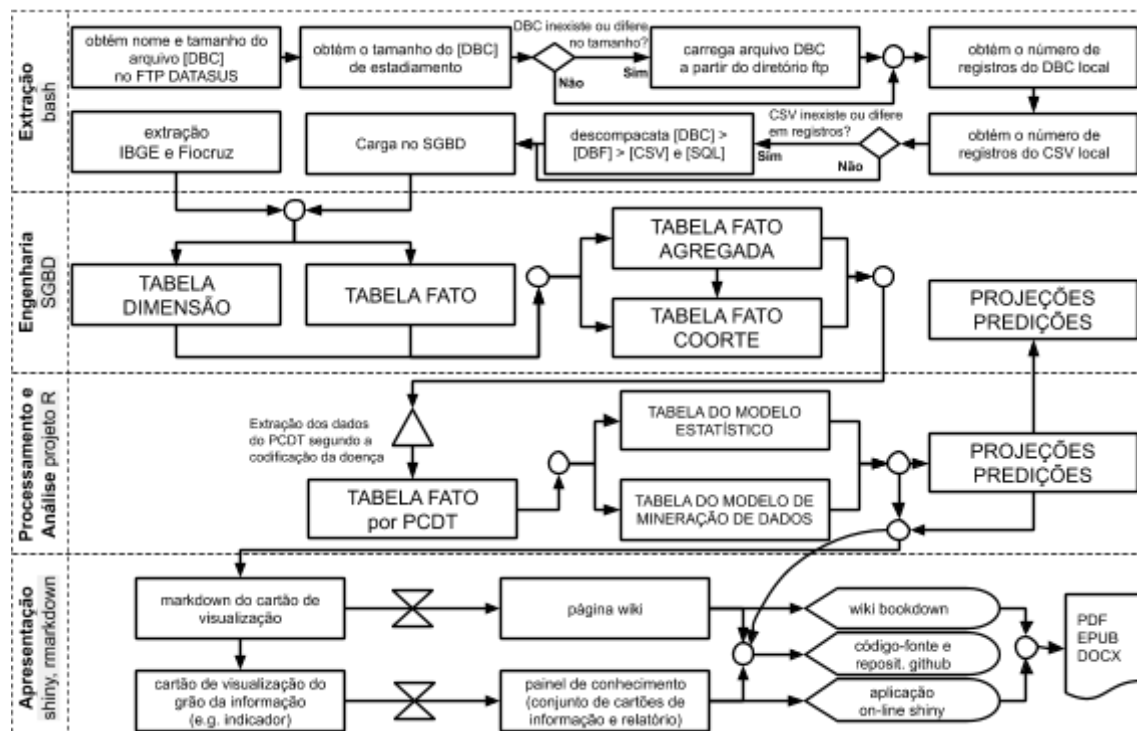 Extração
bash
obtém nome e tamanho do
arquivo [DBC]
no FTP DATASUS
obtém o tamanho do [DBC]
de estadiamento
DBC inexiste ou difere
no tamanho?
Não
Sim
carrega arquivo DBC
a partir do diretório ftp
obtém o número de
registros do DBC local
extração
IBGE e Fiocruz
Carga no SGBD
descompacata [DBC] >
[DBF] > [CSV] e [SQL]
CSV inexiste ou difere
em registros?
Sim
Não
obtém o número de
registros do CSV local
Engenharia
SGBD
TABELA
DIMENSÃO
TABELA FATO
TABELA FATO
AGREGADA
TABELA FATO
COORTE
PROJEÇÕES
PREDIÇÕES
Processamento e
Análise projeto R
Extração dos dados
do PCDT segundo a
codificação da doença
TABELA FATO
por PCDT
TABELA DO MODELO
ESTATÍSTICO
TABELA DO MODELO DE
MINERAÇÃO DE DADOS
PROJEÇÕES
PREDIÇÕES
Apresentação
shiny, rmarkdown
markdown do cartão de
visualização
página wiki
wiki bookdown
código-fonte e
reposit. github
cartão de visualização do
grão da informação
(e.g. indicador)
painel de conhecimento
(conjunto de cartões de
informação e relatório)
aplicação
on-line shiny
PDF
EPUB
DOCX